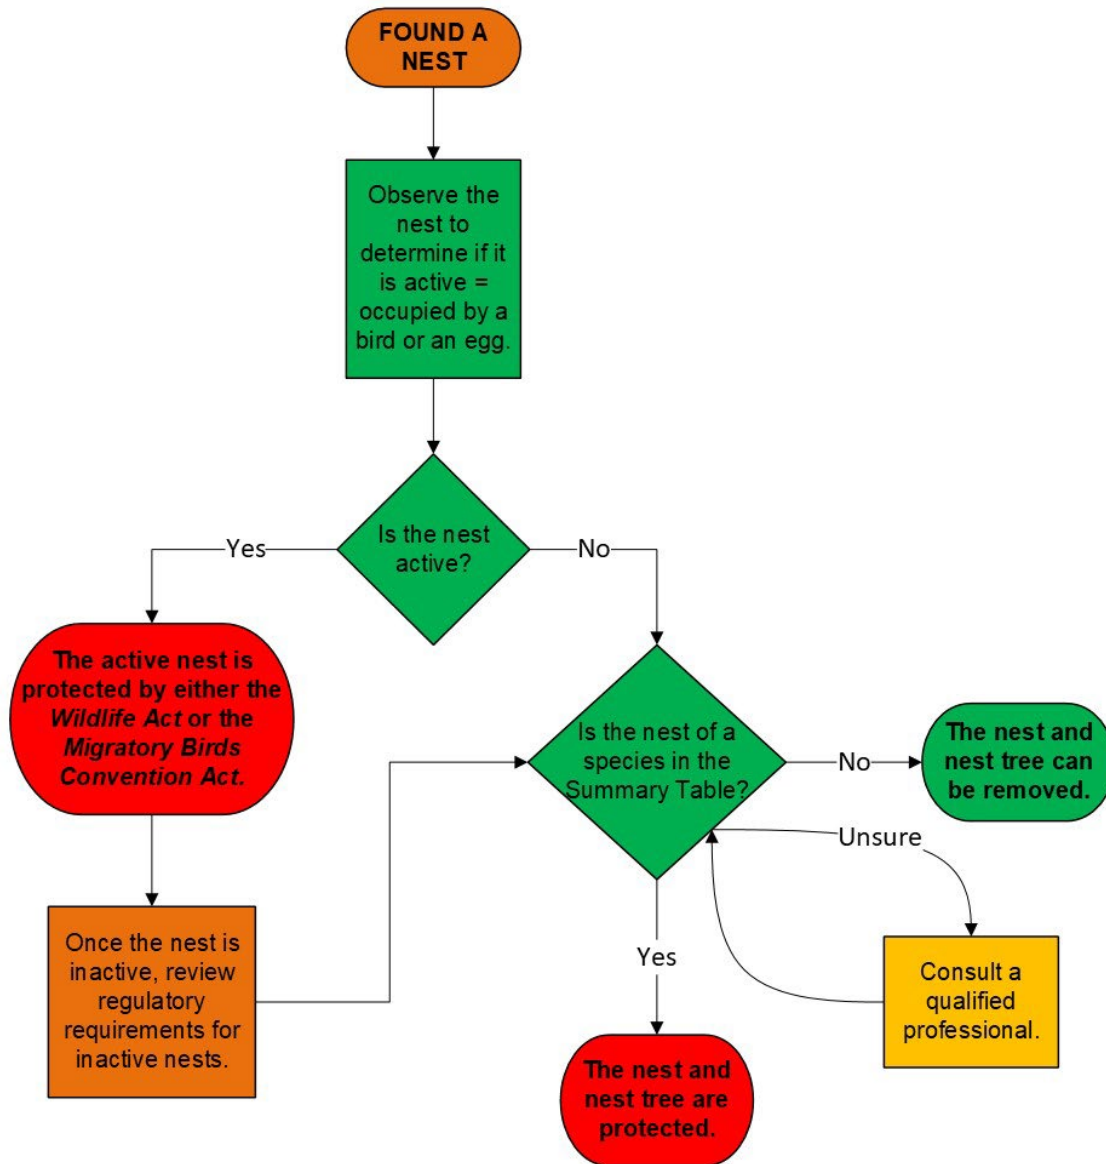 FOUND A
NEST
Observe the
nest to
determine if it
is active =
occupied by a
bird or an egg.
Is the nest
active?
Yes
No
The active nest is
protected by either the
Wildlife Act or the
Migratory Birds
Convention Act.
Is the nest of a
species in the
Summary Table?
No
The nest and
nest tree can
be removed.
Unsure
Once the nest is
inactive, review
regulatory
requirements for
inactive nests.
Yes
Consult a
qualified
professional.
The nest and
nest tree are
protected.